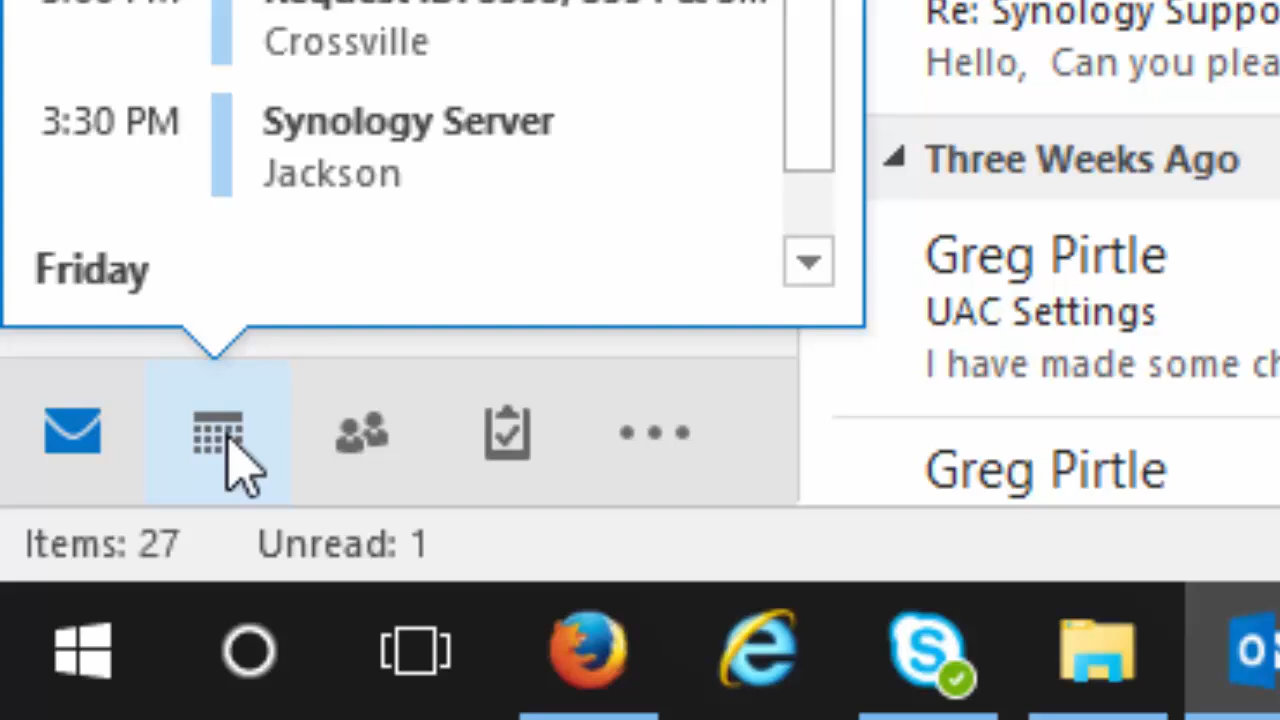 Crossville
3:30 PM Synology Server
Jackson
Friday
Re: Synology Suppo
Hello, Can you plea
Three Weeks Ago
Greg Pirtle
UAC Settings
I have made some ch
Greg Pirtle
Items: 27 Unread: 1